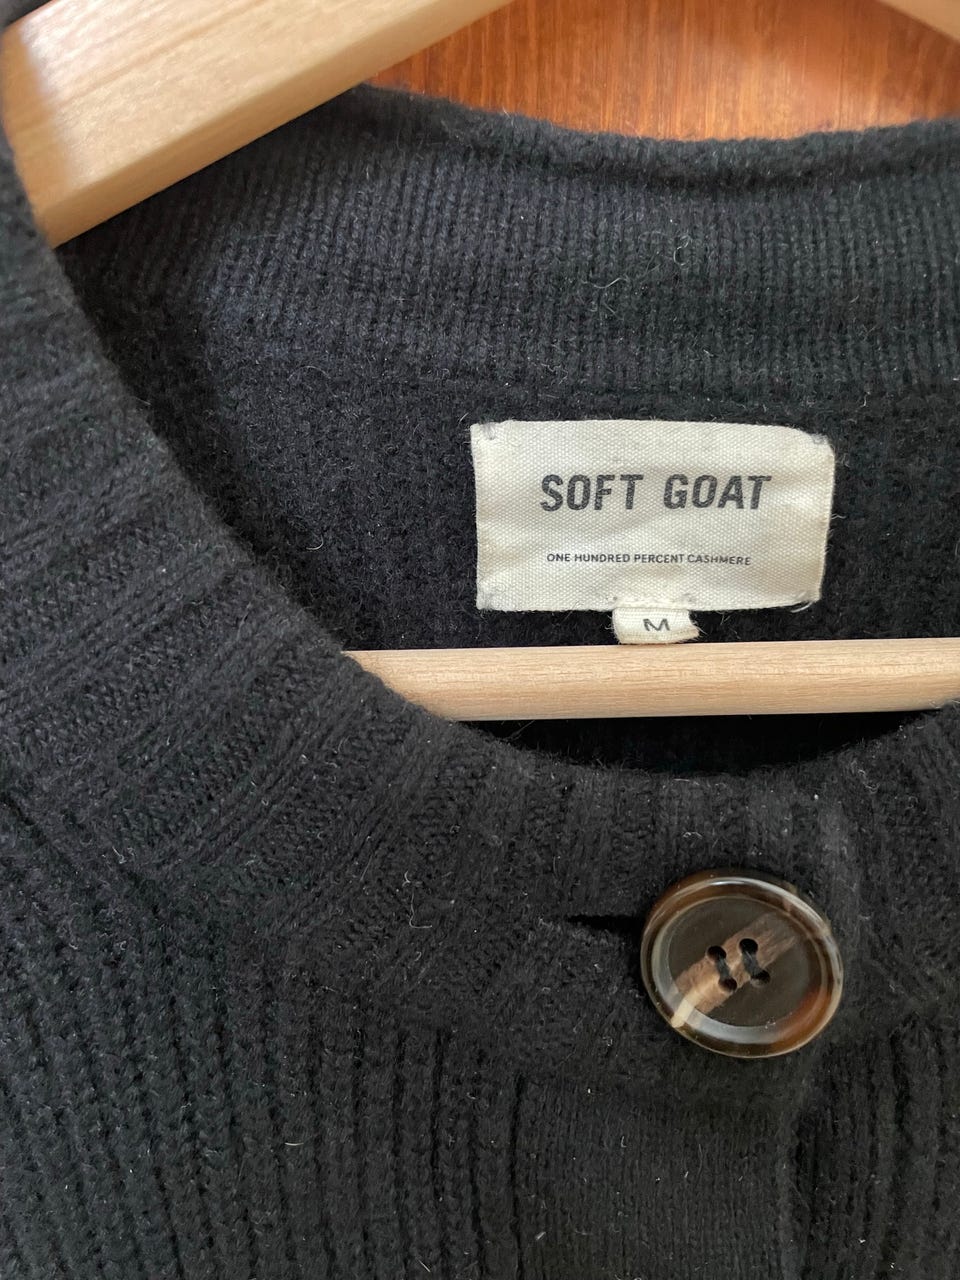 SOFT GOAT
ONE HUNDRED PERCENT CASHMERE
M